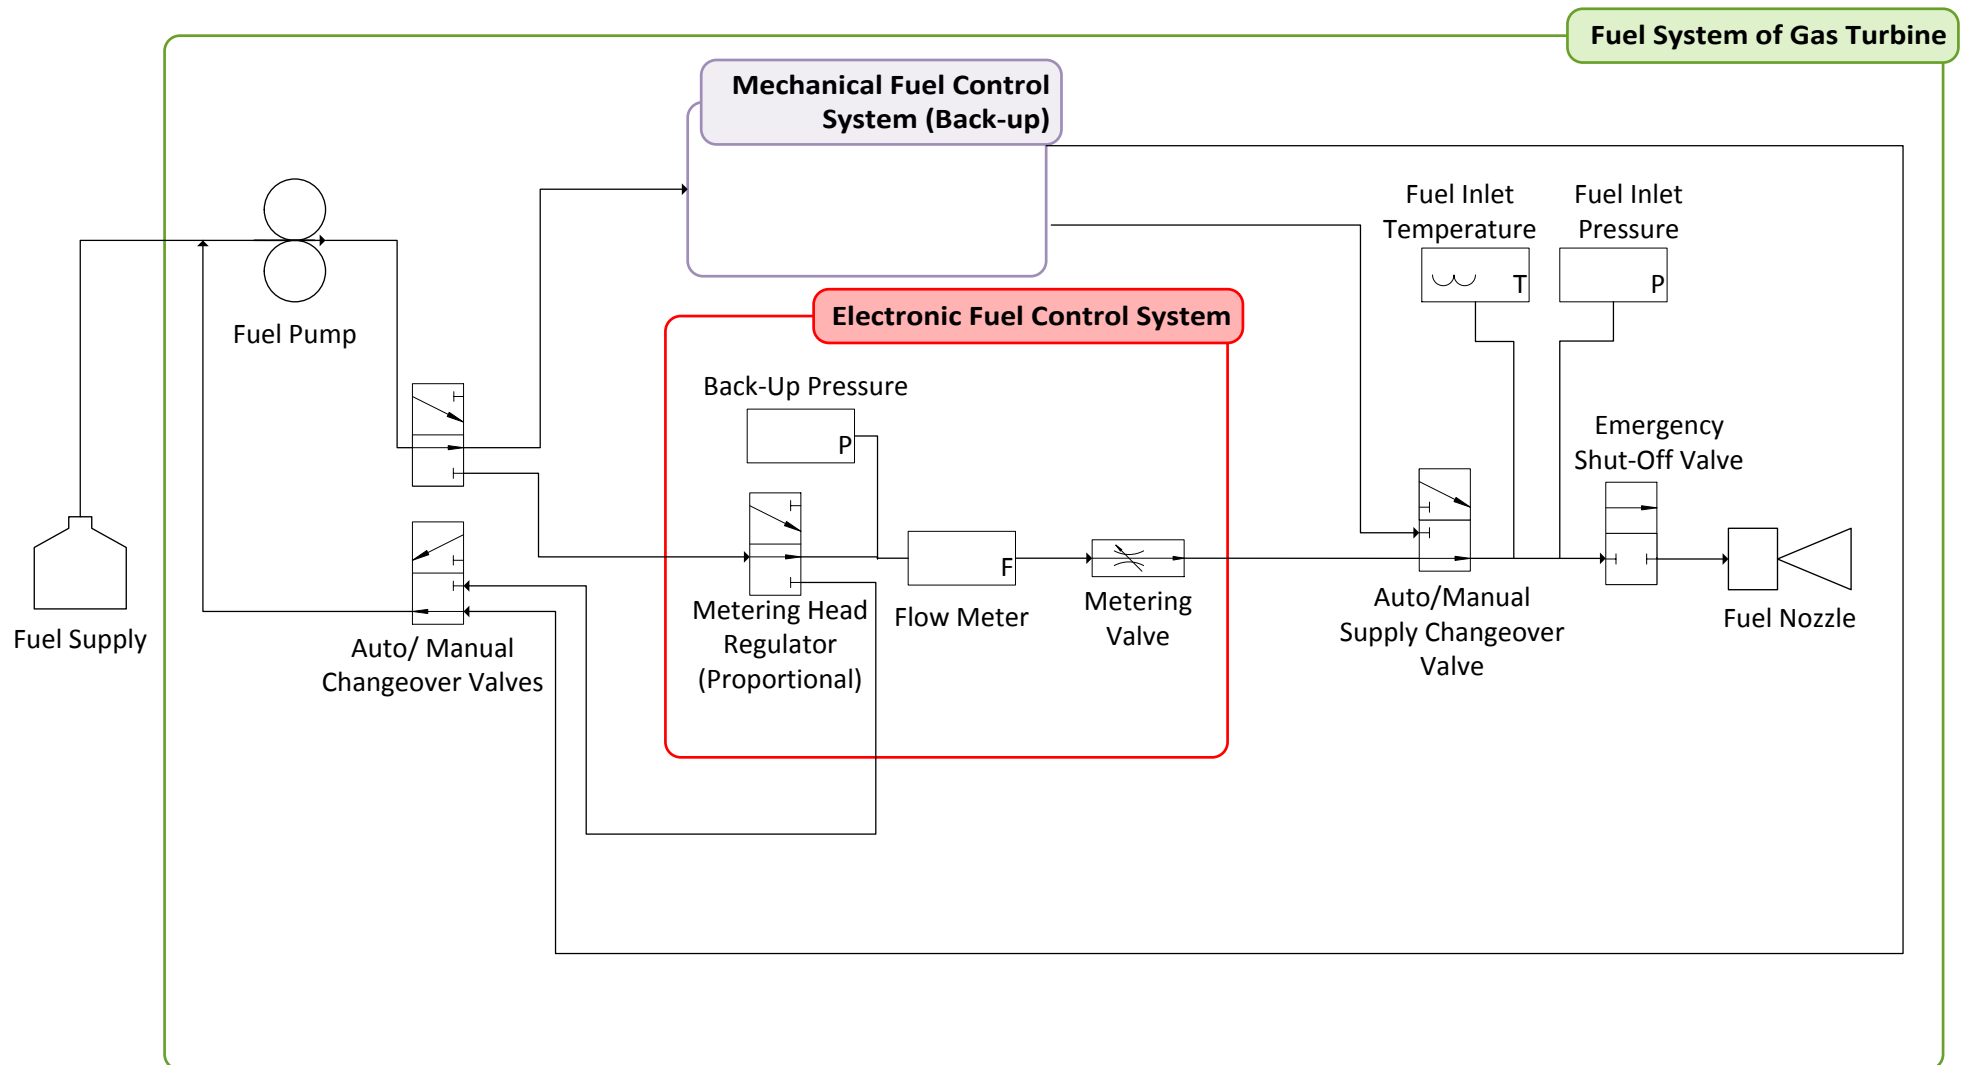 Fuel System of Gas Turbine
Mechanical Fuel Control
System (Back-up)
Fuel Inlet
Temperature
T
Fuel Inlet
Pressure
P
Fuel Pump
Electronic Fuel Control System
Back-Up Pressure
P
Emergency
Shut-Off Valve
Fuel Supply
Auto/ Manual
Changeover Valves
Metering Head
Regulator
(Proportional)
F
Flow Meter
Metering
Valve
Auto/Manual
Supply Changeover
Valve
Fuel Nozzle